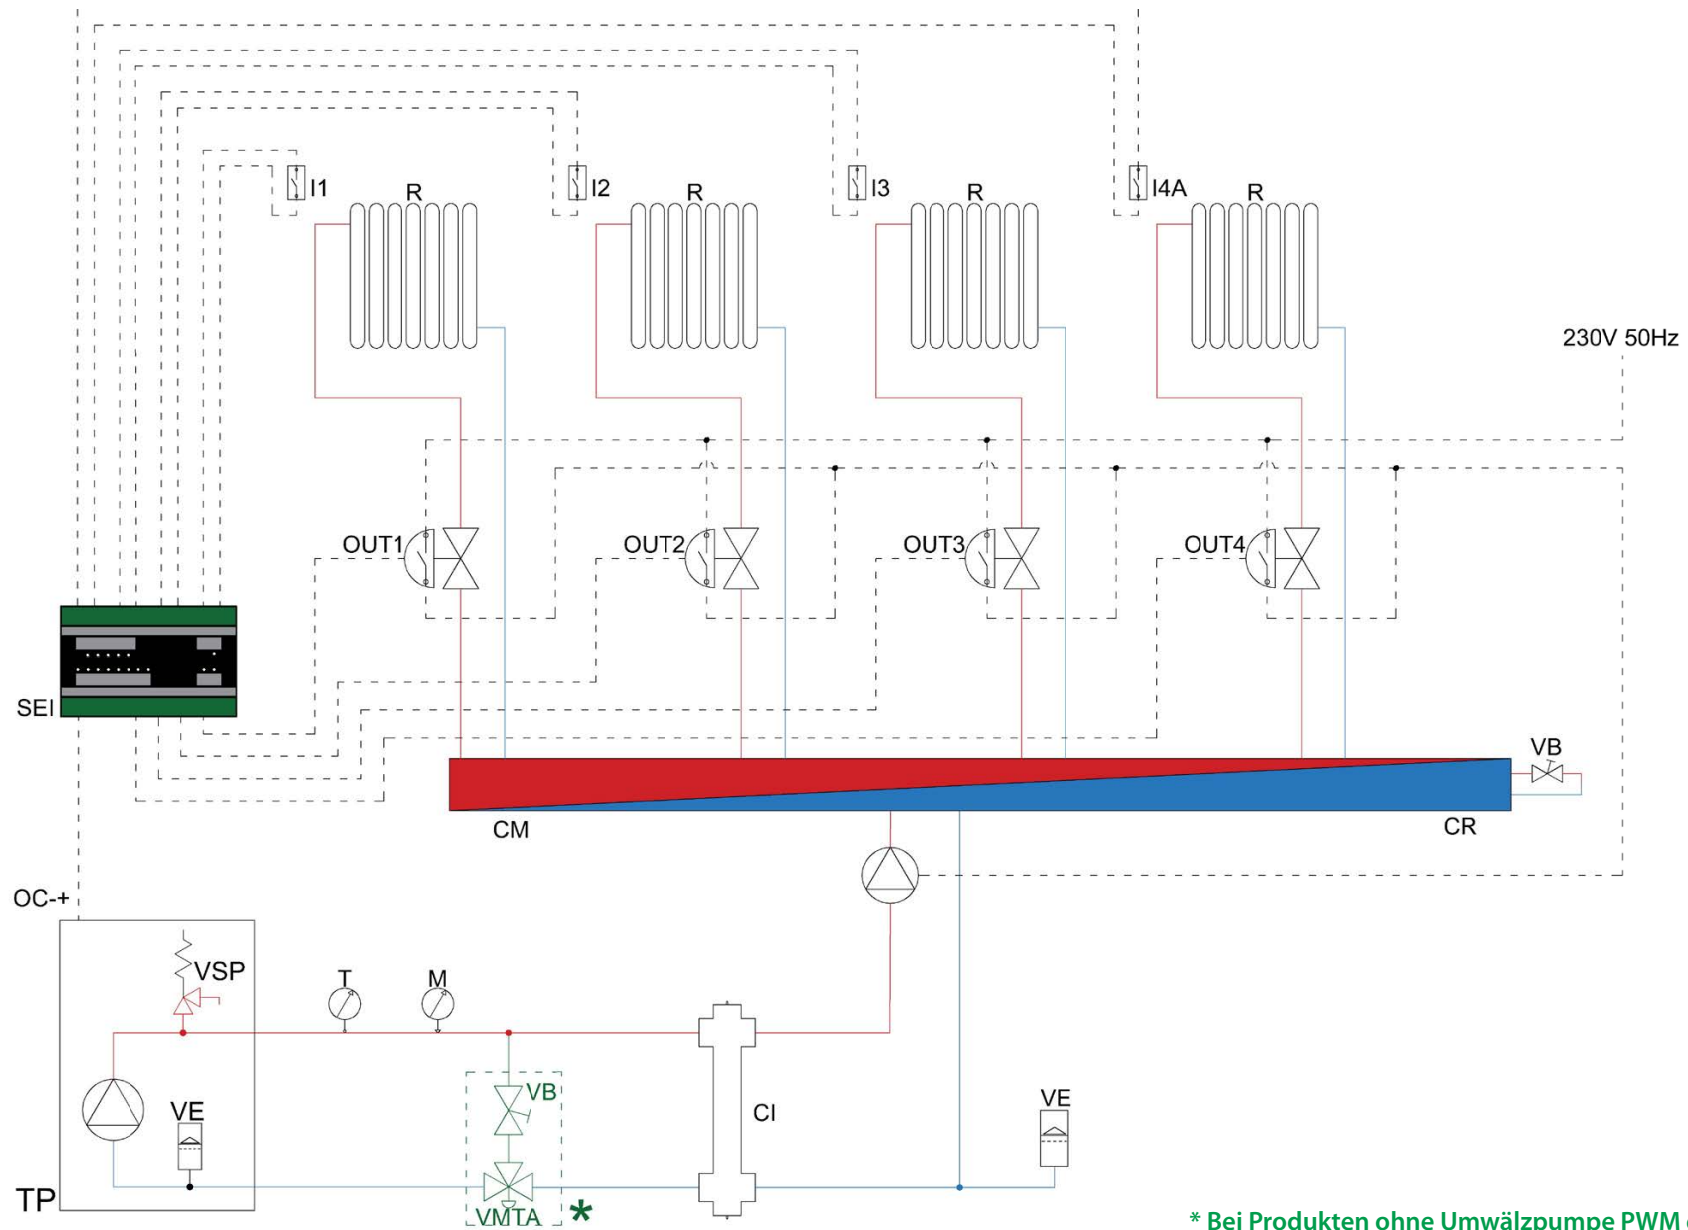 I1
R
I2
R
I3
R
I4A
R
230V 50Hz
OUT1
OUT2
OUT3
OUT4
SEI
VB
CM
CR
OC-+
VSP
T
M
VE
VB
CI
VE
TP
VMTA
*
* Bei Produkten ohne Umwälzpumpe PWM